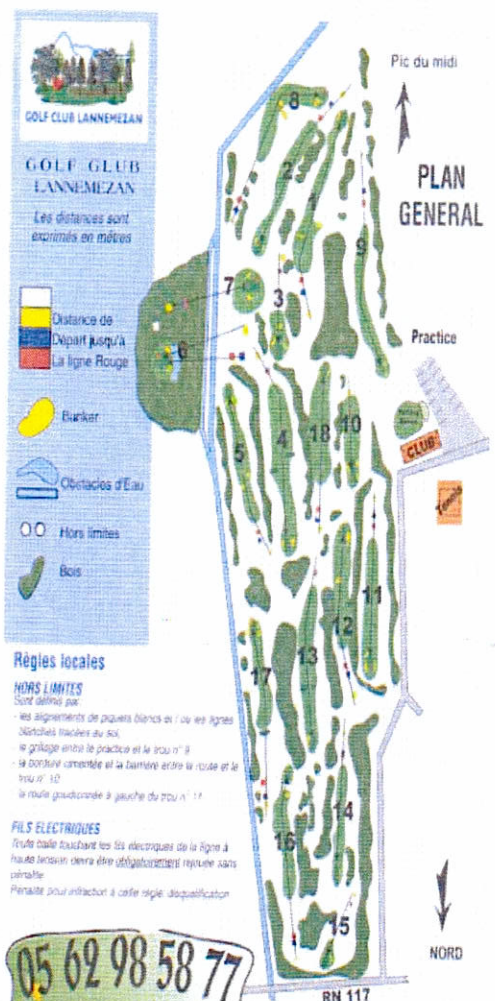 GOLF CLUB LANNEMEZAN
GOLF GLUB
LANNEMEZAN
Les distances sont
exprimés en mètres
Distance de
Départ jusqu'à
La ligne Rouge
Bunker
Obstacles d'Eau
Hors limites
Bois
Pic du midi
PLAN
GENERAL
Practice
CLUB
Tennis
8
2
1
9
7
3
6
5
4
18
10
11
12
13
17
14
16
15
NORD
RN 117
Règles locales
HORS LIMITES
Sont définis par:
- les alignements de piquets blancs et / ou les lignes
blanches tracées au sol,
- le grillage entre le practice et le trou n° 9
- la bordure cimentée et la barrière entre la route et le
trou n° 10
la route goudronnée à gauche du trou n° 11
FILS ELECTRIQUES
Toute balle touchant les fils électriques de la ligne à
haute tension devra être obligatoirement rejouée sans
pénalité.
Pénalité pour infraction à cette règle: disqualification
05 62 98 58 77